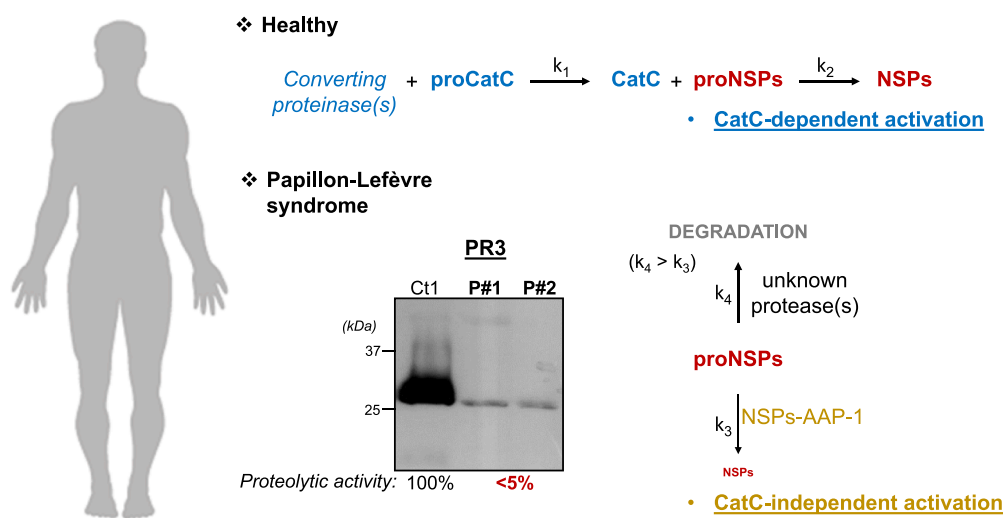 ❖ Healthy
Converting proteinase(s) + proCatC k1 CatC + proNSPs k2 NSPs
• CatC-dependent activation
❖ Papillon-Lefèvre
syndrome
PR3
Ct1 P#1 P#2
(kDa)
37
25
Proteolytic activity: 100% <5%
DEGRADATION
(k4 > k3)
k4
unknown
protease(s)
proNSPs
k3
NSPs-AAP-1
NSPs
• CatC-independent activation